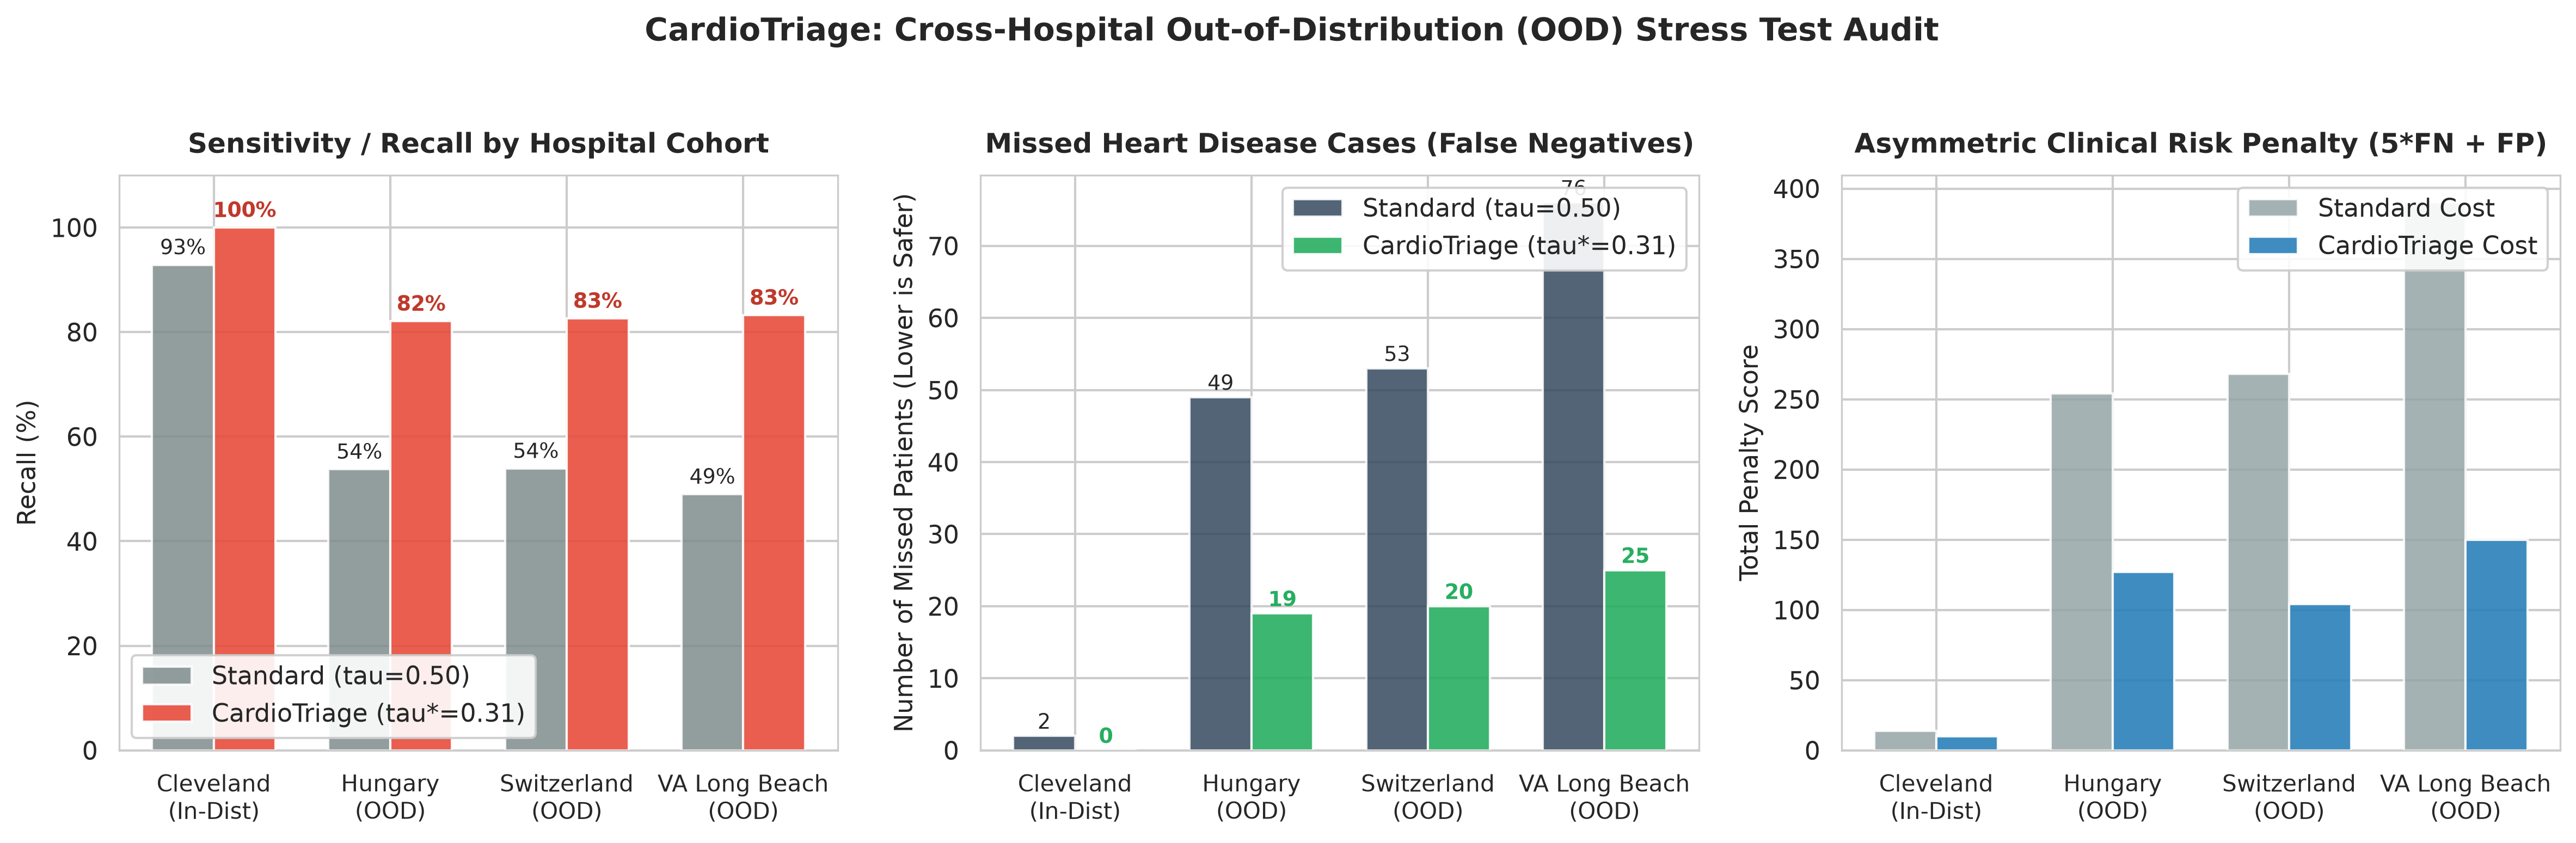 CardioTriage: Cross-Hospital Out-of-Distribution (OOD) Stress Test Audit
Sensitivity / Recall by Hospital Cohort
Recall (%)
100
80
60
40
20
0
93%
100%
54%
82%
54%
83%
49%
83%
Standard (tau=0.50)
CardioTriage (tau*=0.31)
Cleveland
(In-Dist)
Hungary
(OOD)
Switzerland
(OOD)
VA Long Beach
(OOD)
Missed Heart Disease Cases (False Negatives)
Number of Missed Patients (Lower is Safer)
70
60
50
40
30
20
10
0
2
0
49
19
53
20
76
25
Standard (tau=0.50)
CardioTriage (tau*=0.31)
Cleveland
(In-Dist)
Hungary
(OOD)
Switzerland
(OOD)
VA Long Beach
(OOD)
Asymmetric Clinical Risk Penalty (5*FN + FP)
Total Penalty Score
400
350
300
250
200
150
100
50
0
Standard Cost
CardioTriage Cost
Cleveland
(In-Dist)
Hungary
(OOD)
Switzerland
(OOD)
VA Long Beach
(OOD)